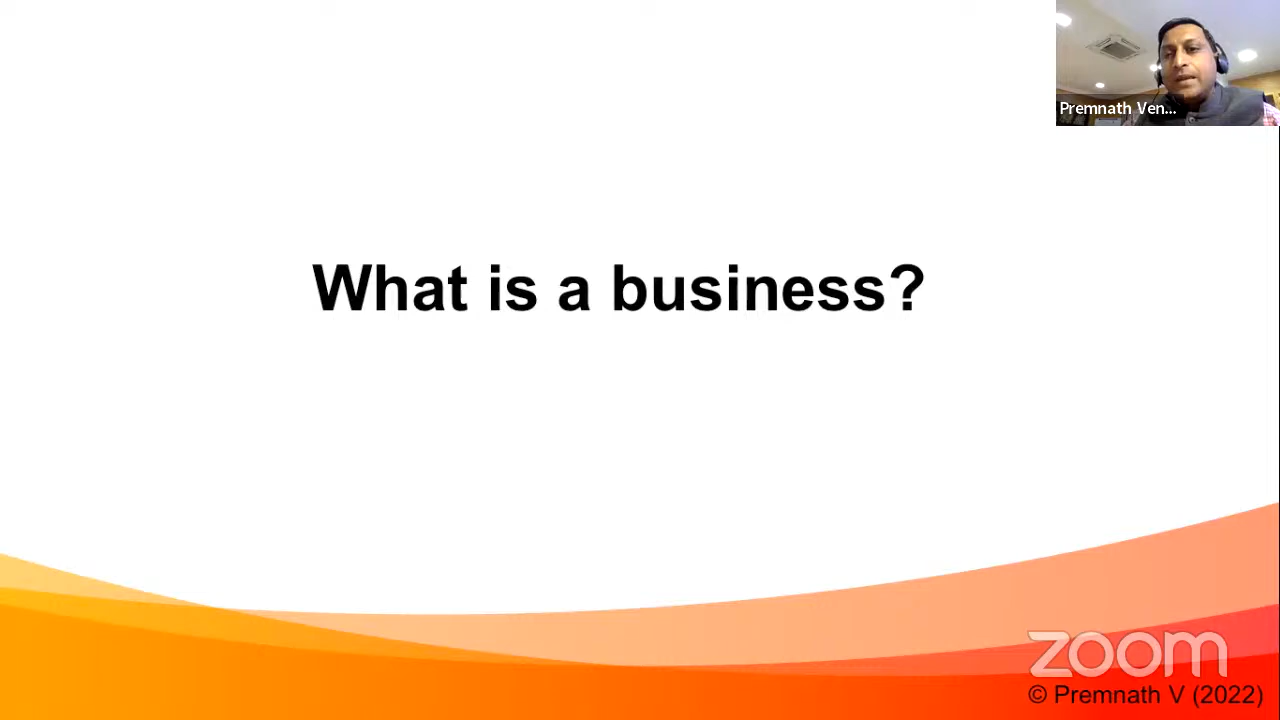 Premnath Ven...
What is a business?
zoom
© Premnath V (2022)